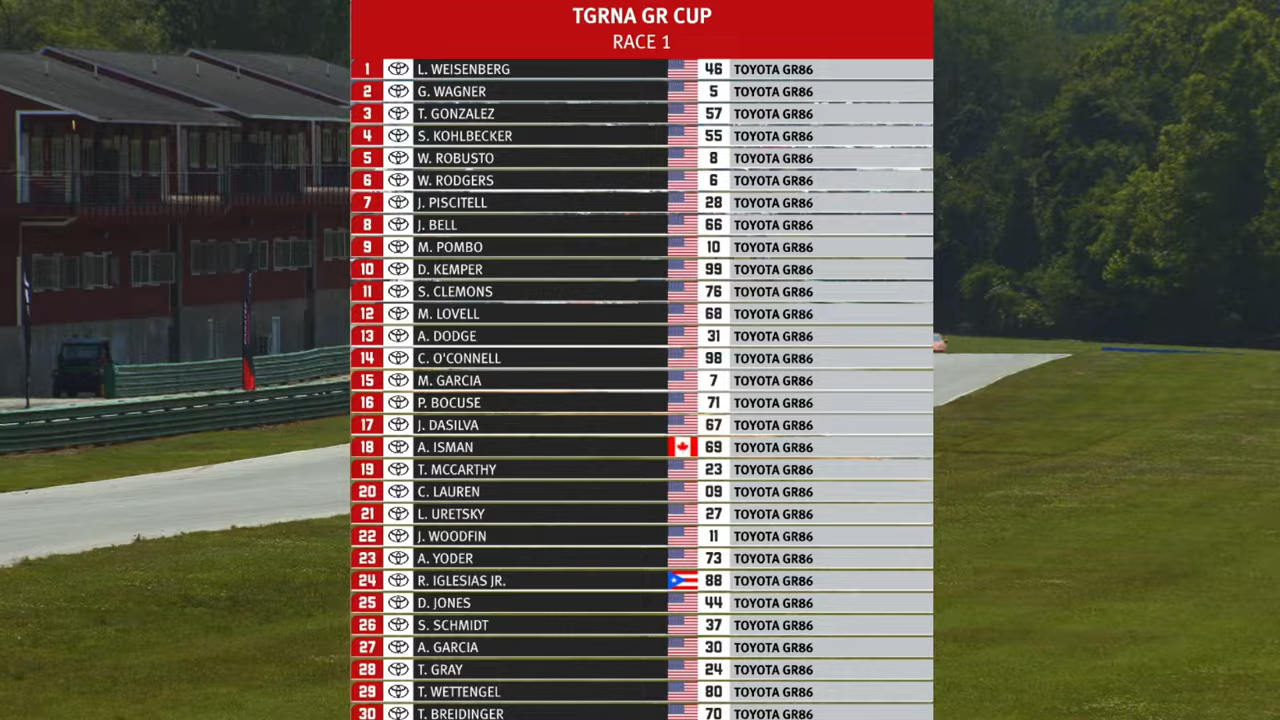 TGRNA GR CUP
RACE 1
1 L. WEISENBERG 46 TOYOTA GR86
2 G. WAGNER 5 TOYOTA GR86
3 T. GONZALEZ 57 TOYOTA GR86
4 S. KOHLBECKER 55 TOYOTA GR86
5 W. ROBUSTO 8 TOYOTA GR86
6 W. RODGERS 6 TOYOTA GR86
7 J. PISCITELL 28 TOYOTA GR86
8 J. BELL 66 TOYOTA GR86
9 M. POMBO 10 TOYOTA GR86
10 D. KEMPER 99 TOYOTA GR86
11 S. CLEMONS 76 TOYOTA GR86
12 M. LOVELL 68 TOYOTA GR86
13 A. DODGE 31 TOYOTA GR86
14 C. O'CONNELL 98 TOYOTA GR86
15 M. GARCIA 7 TOYOTA GR86
16 P. BOCUSE 71 TOYOTA GR86
17 J. DASILVA 67 TOYOTA GR86
18 A. ISMAN 69 TOYOTA GR86
19 T. MCCARTHY 23 TOYOTA GR86
20 C. LAUREN 09 TOYOTA GR86
21 L. URETSKY 27 TOYOTA GR86
22 J. WOODFIN 11 TOYOTA GR86
23 A. YODER 73 TOYOTA GR86
24 R. IGLESIAS JR. 88 TOYOTA GR86
25 D. JONES 44 TOYOTA GR86
26 S. SCHMIDT 37 TOYOTA GR86
27 A. GARCIA 30 TOYOTA GR86
28 T. GRAY 24 TOYOTA GR86
29 T. WETTENGEL 80 TOYOTA GR86
30 T. BREIDINGER 70 TOYOTA GR86